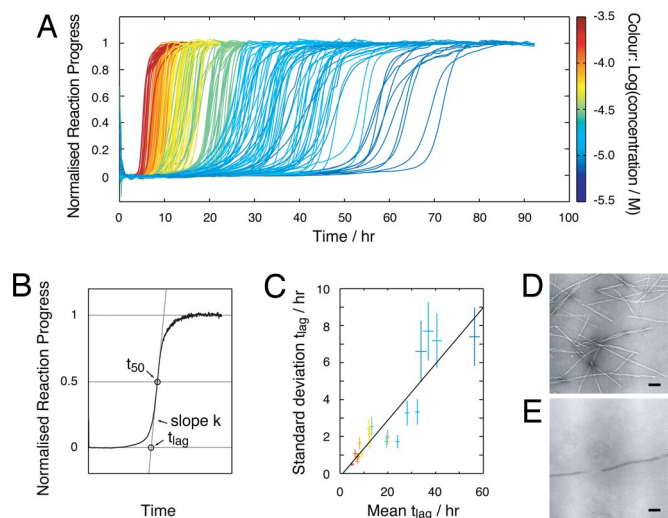 A
Normalised Reaction Progress
1
0.8
0.6
0.4
0.2
0
0 10 20 30 40 50 60 70 80 90 100
Time / hr
-3.5
-4.0
-4.5
-5.0
-5.5
Colour: Log(concentration / M)
B
Normalised Reaction Progress
1
0.5
0
t50
slope k
tlag
Time
C
Standard deviation tlag / hr
10
8
6
4
2
0
0 10 20 30 40 50 60
Mean tlag / hr
D
E